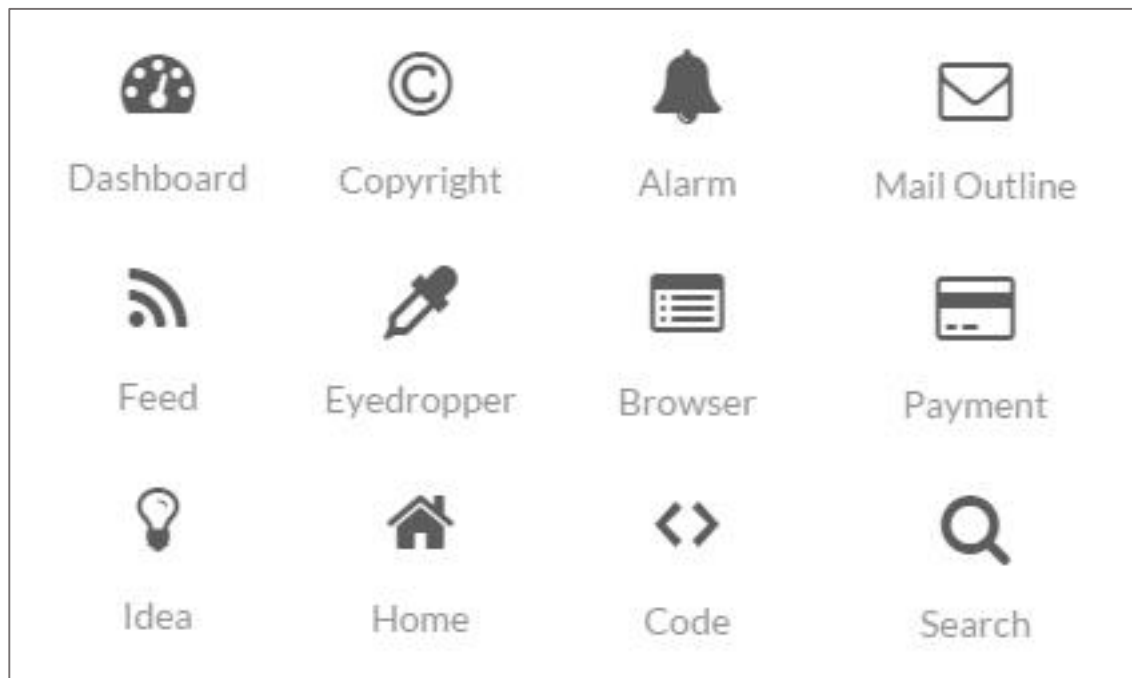 ©
Dashboard Copyright Alarm Mail Outline
Feed Eyedropper Browser Payment
Idea Home Code Search